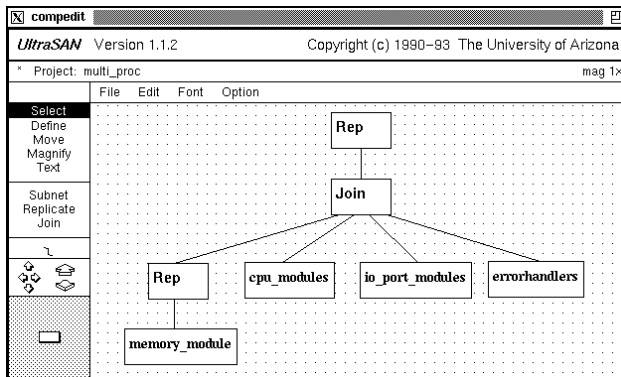 compedit
UltraSAN Version 1.1.2 Copyright (c) 1990-93 The University of Arizona
* Project: multi_proc mag 1x
File Edit Font Option
Select
Define
Move
Magnify
Text
Subnet
Replicate
Join
Rep
Join
Rep cpu_modules io_port_modules errorhandlers
memory_module